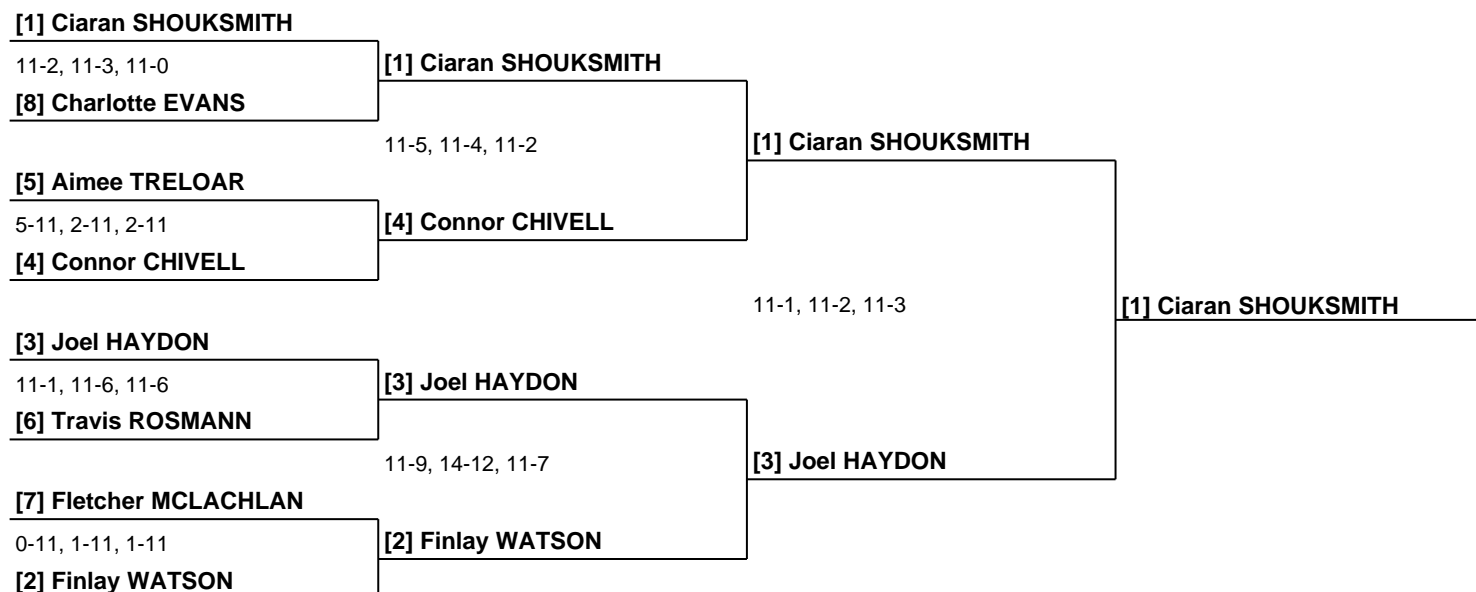 [1] Ciaran SHOUKSMITH
11-2, 11-3, 11-0
[1] Ciaran SHOUKSMITH
[8] Charlotte EVANS
11-5, 11-4, 11-2
[1] Ciaran SHOUKSMITH
[5] Aimee TRELOAR
5-11, 2-11, 2-11
[4] Connor CHIVELL
[4] Connor CHIVELL
11-1, 11-2, 11-3
[1] Ciaran SHOUKSMITH
[3] Joel HAYDON
11-1, 11-6, 11-6
[3] Joel HAYDON
[6] Travis ROSMANN
11-9, 14-12, 11-7
[3] Joel HAYDON
[7] Fletcher MCLACHLAN
0-11, 1-11, 1-11
[2] Finlay WATSON
[2] Finlay WATSON